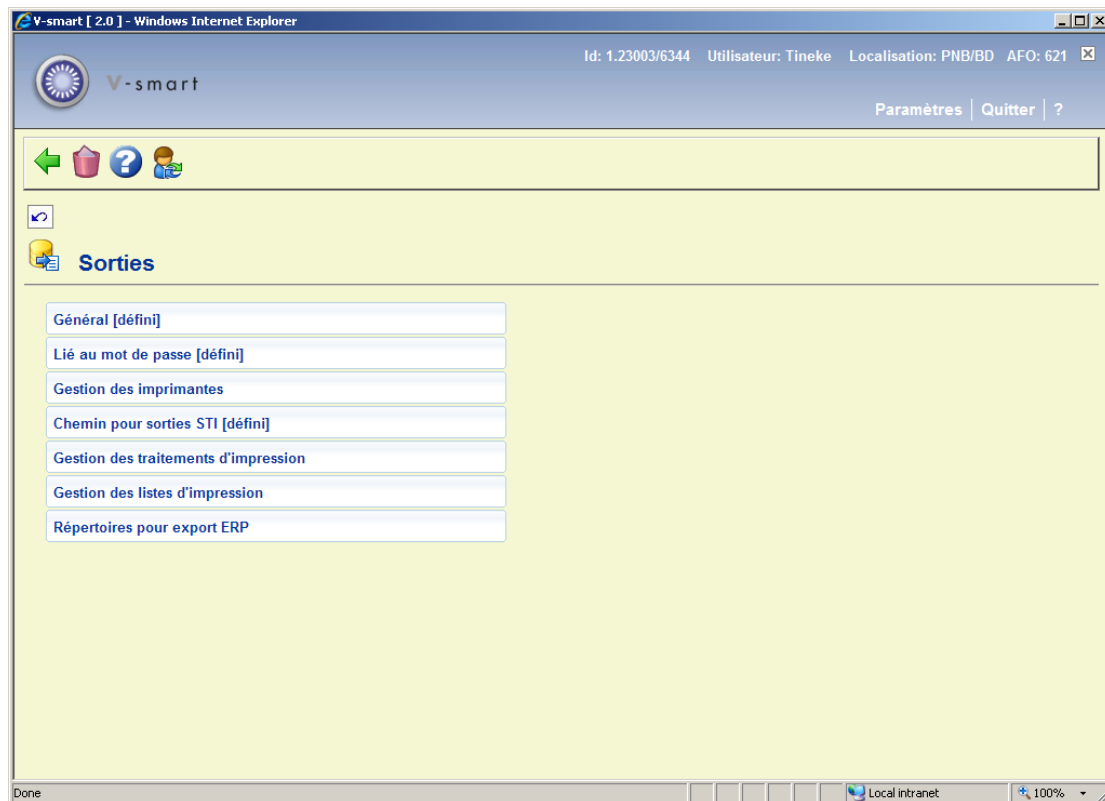 V-smart [ 2.0 ] - Windows Internet Explorer
Id: 1.23003/6344 Utilisateur: Tineke Localisation: PNB/BD AFO: 621
V-smart
Paramètres | Quitter | ?
Sorties
Général [défini]
Lié au mot de passe [défini]
Gestion des imprimantes
Chemin pour sorties STI [défini]
Gestion des traitements d'impression
Gestion des listes d'impression
Répertoires pour export ERP
Done Local intranet 100%